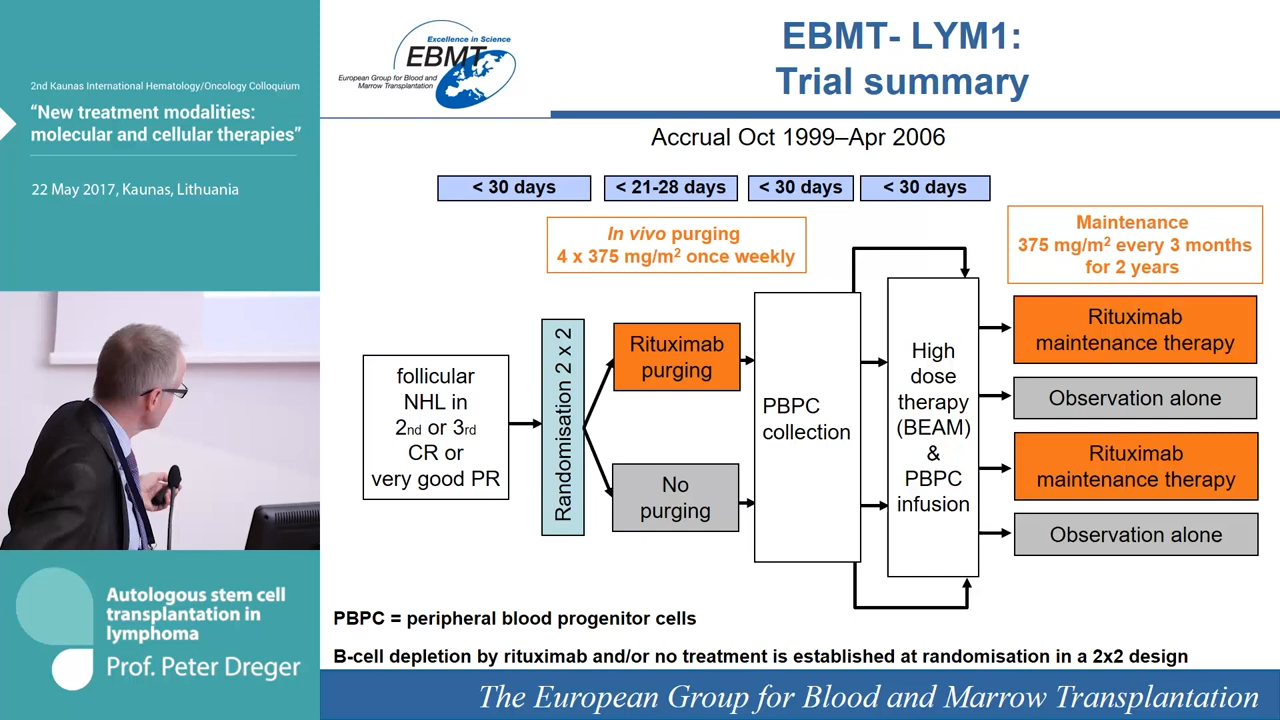 2nd Kaunas International Hematology/Oncology Colloquium
“New treatment modalities:
molecular and cellular therapies”
22 May 2017, Kaunas, Lithuania
Autologous stem cell
transplantation in
lymphoma
Prof. Peter Dreger
Excellence in Science
EBMT
European Group for Blood and
Marrow Transplantation
EBMT- LYM1:
Trial summary
Accrual Oct 1999–Apr 2006
< 30 days
< 21-28 days
< 30 days
< 30 days
In vivo purging
4 x 375 mg/m² once weekly
Maintenance
375 mg/m² every 3 months
for 2 years
follicular
NHL in
2nd or 3rd
CR or
very good PR
Randomisation 2 x 2
Rituximab
purging
No
purging
PBPC
collection
High
dose
therapy
(BEAM)
&
PBPC
infusion
Rituximab
maintenance therapy
Observation alone
Rituximab
maintenance therapy
Observation alone
PBPC = peripheral blood progenitor cells
B-cell depletion by rituximab and/or no treatment is established at randomisation in a 2x2 design
The European Group for Blood and Marrow Transplantation